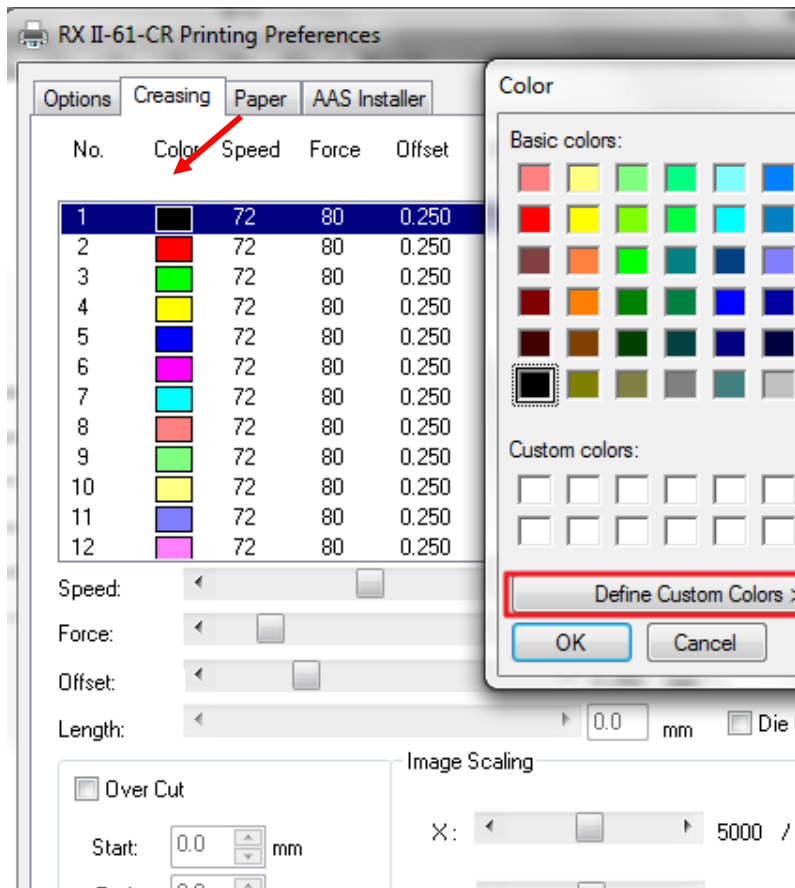 RX II-61-CR Printing Preferences
Options Creasing Paper AAS Installer
No. Color Speed Force Offset
1 72 80 0.250
2 72 80 0.250
3 72 80 0.250
4 72 80 0.250
5 72 80 0.250
6 72 80 0.250
7 72 80 0.250
8 72 80 0.250
9 72 80 0.250
10 72 80 0.250
11 72 80 0.250
12 72 80 0.250
Speed:
Force:
Offset:
Length: 0.0 mm Die
Over Cut
Start: 0.0 mm
Image Scaling
X: 5000 /
Color
Basic colors:
Custom colors:
Define Custom Colors >
OK Cancel